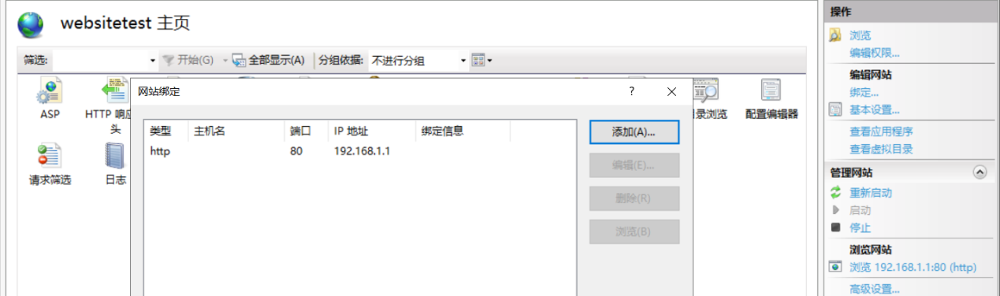 websitetest 主页
筛选: 开始(G) 全部显示(A) 分组依据: 不进行分组
ASP
HTTP 响应
头
请求筛选
日志
网站绑定
? ×
类型 主机名 端口 IP 地址 绑定信息
http 80 192.168.1.1
添加(A)...
编辑(E)...
删除(R)
浏览(B)
录浏览
配置编辑器
操作
浏览
编辑权限...
编辑网站
绑定...
基本设置...
查看应用程序
查看虚拟目录
管理网站
重新启动
启动
停止
浏览网站
浏览 192.168.1.1:80 (http)
高级设置...